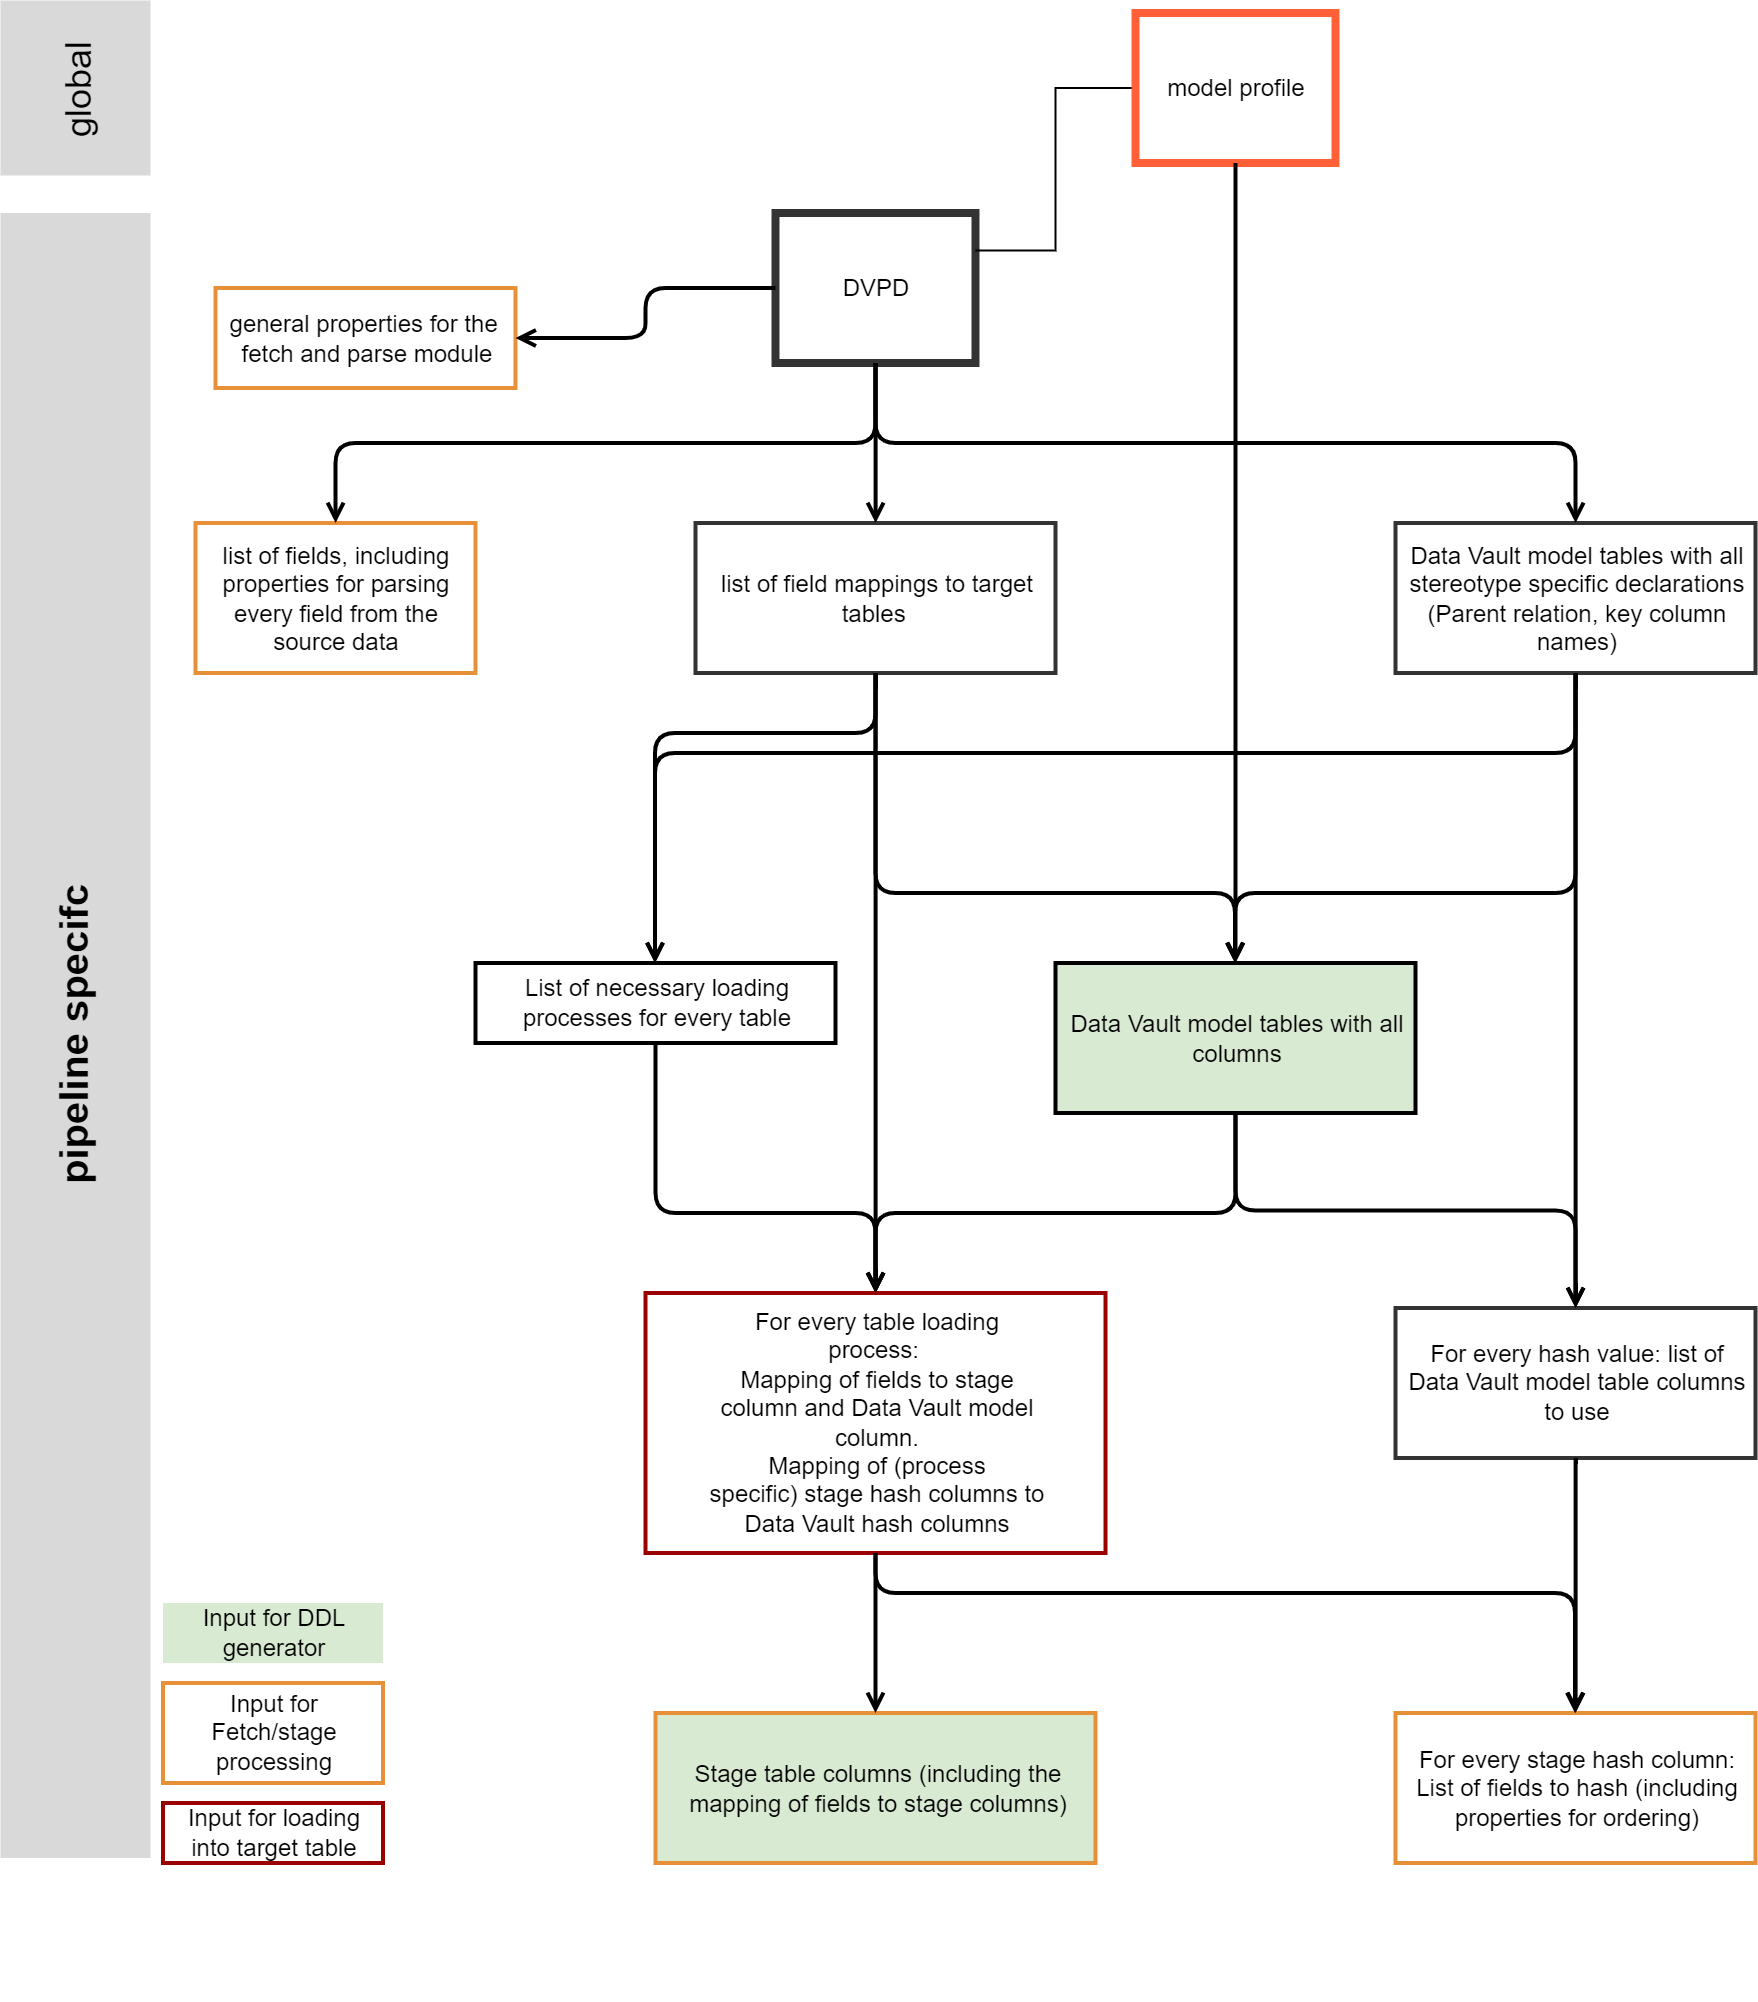 global
model profile
DVPD
general properties for the
fetch and parse module
list of fields, including
properties for parsing
every field from the
source data
list of field mappings to target
tables
Data Vault model tables with all
stereotype specific declarations
(Parent relation, key column
names)
pipeline specifc
List of necessary loading
processes for every table
Data Vault model tables with all
columns
For every table loading
process:
Mapping of fields to stage
column and Data Vault model
column.
Mapping of (process
specific) stage hash columns to
Data Vault hash columns
For every hash value: list of
Data Vault model table columns
to use
Input for DDL
generator
Input for
Fetch/stage
processing
Input for loading
into target table
Stage table columns (including the
mapping of fields to stage columns)
For every stage hash column:
List of fields to hash (including
properties for ordering)